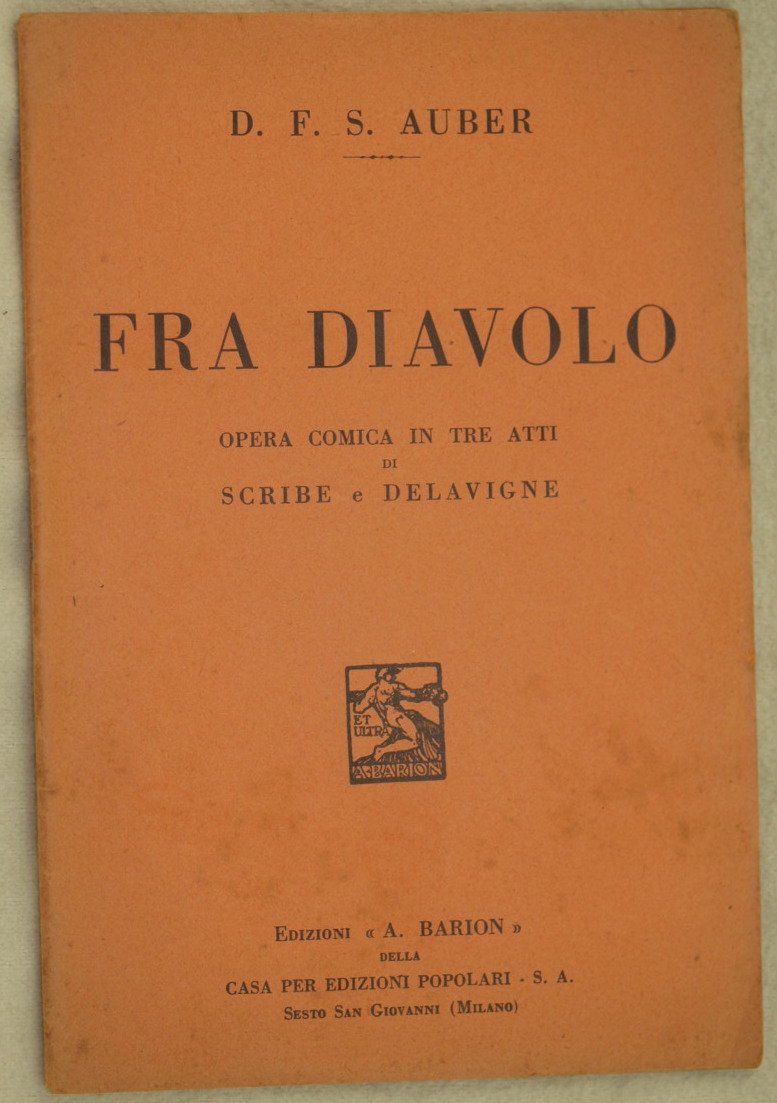 D. F. S. AUBER
FRA DIAVOLO
OPERA COMICA IN TRE ATTI
DI
SCRIBE e DELAVIGNE
ET
ULTRA
A·BARION
EDIZIONI « A. BARION »
DELLA
CASA PER EDIZIONI POPOLARI - S. A.
SESTO SAN GIOVANNI (MILANO)